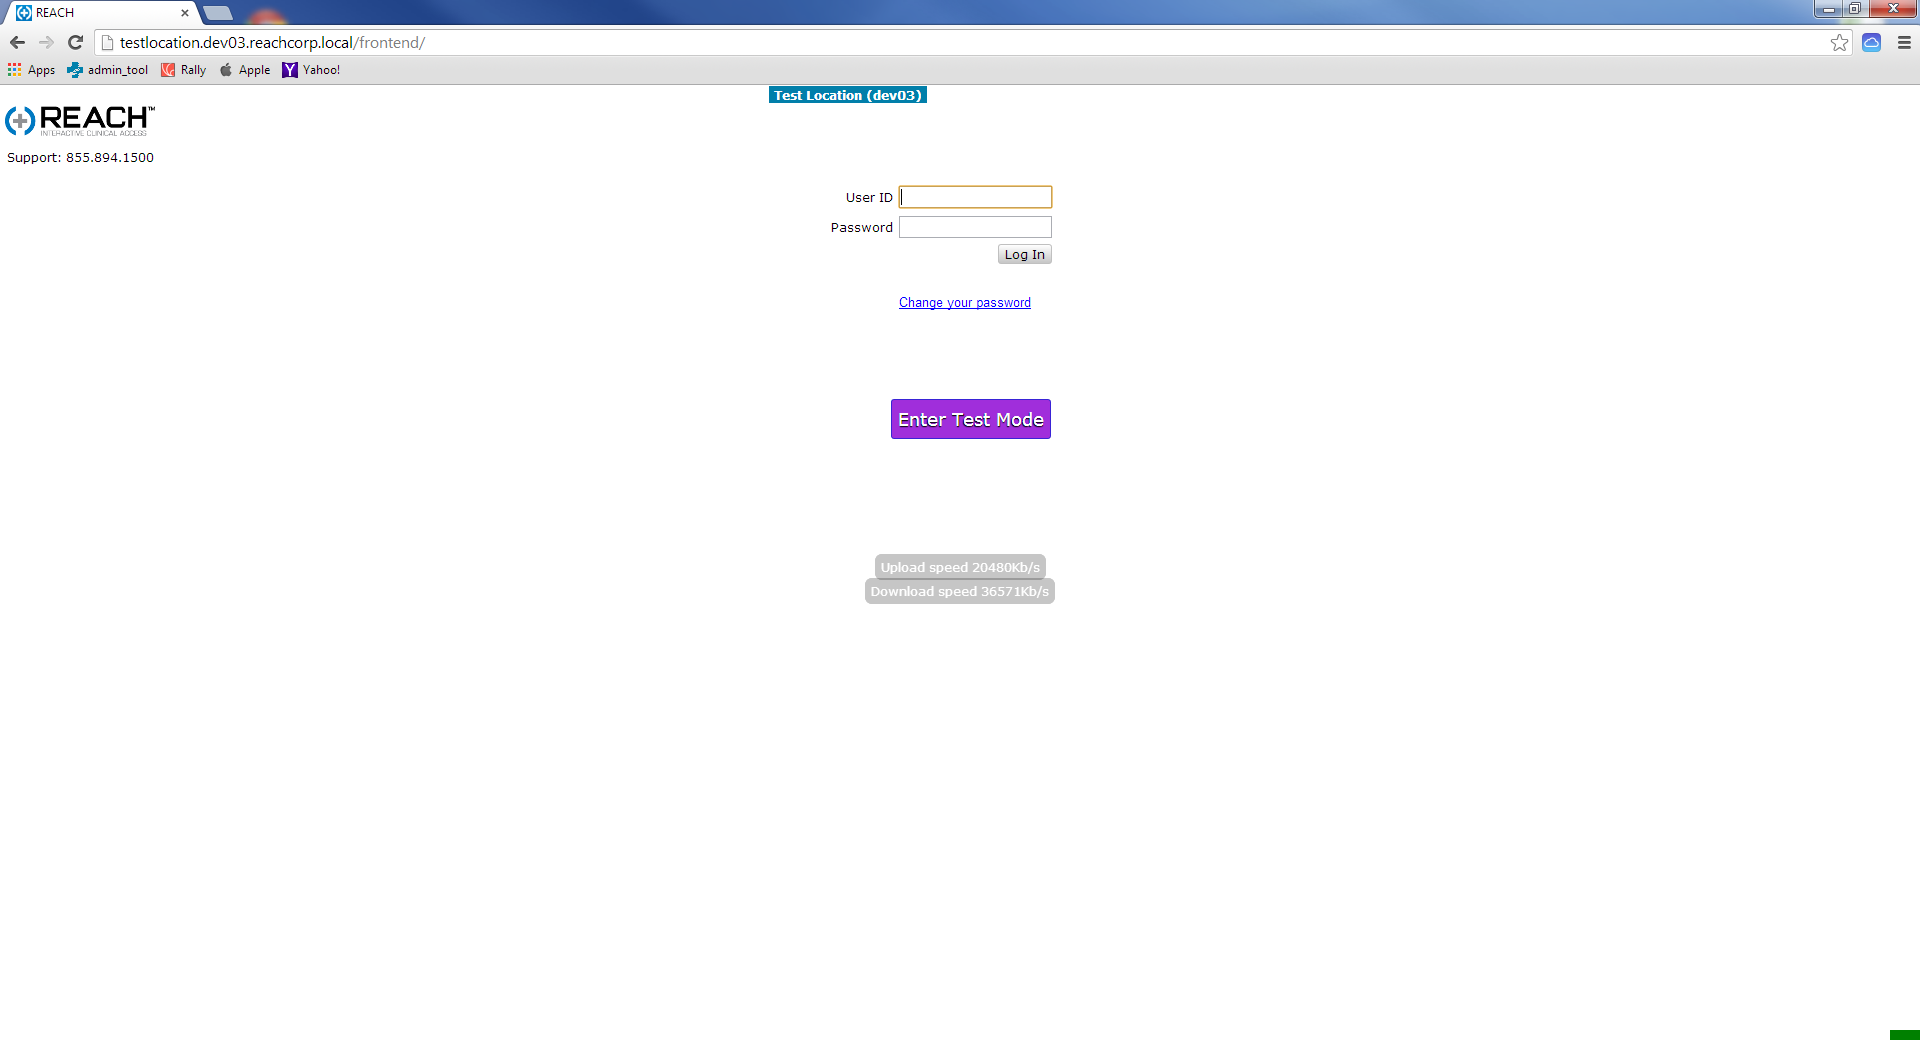 REACH
testlocation.dev03.reachcorp.local/frontend/
Apps admin_tool Rally Apple Yahoo!
Test Location (dev03)
REACH™
INTERACTIVE CLINICAL ACCESS
Support: 855.894.1500
User ID
Password
Log In
Change your password
Enter Test Mode
Upload speed 20480Kb/s
Download speed 36571Kb/s